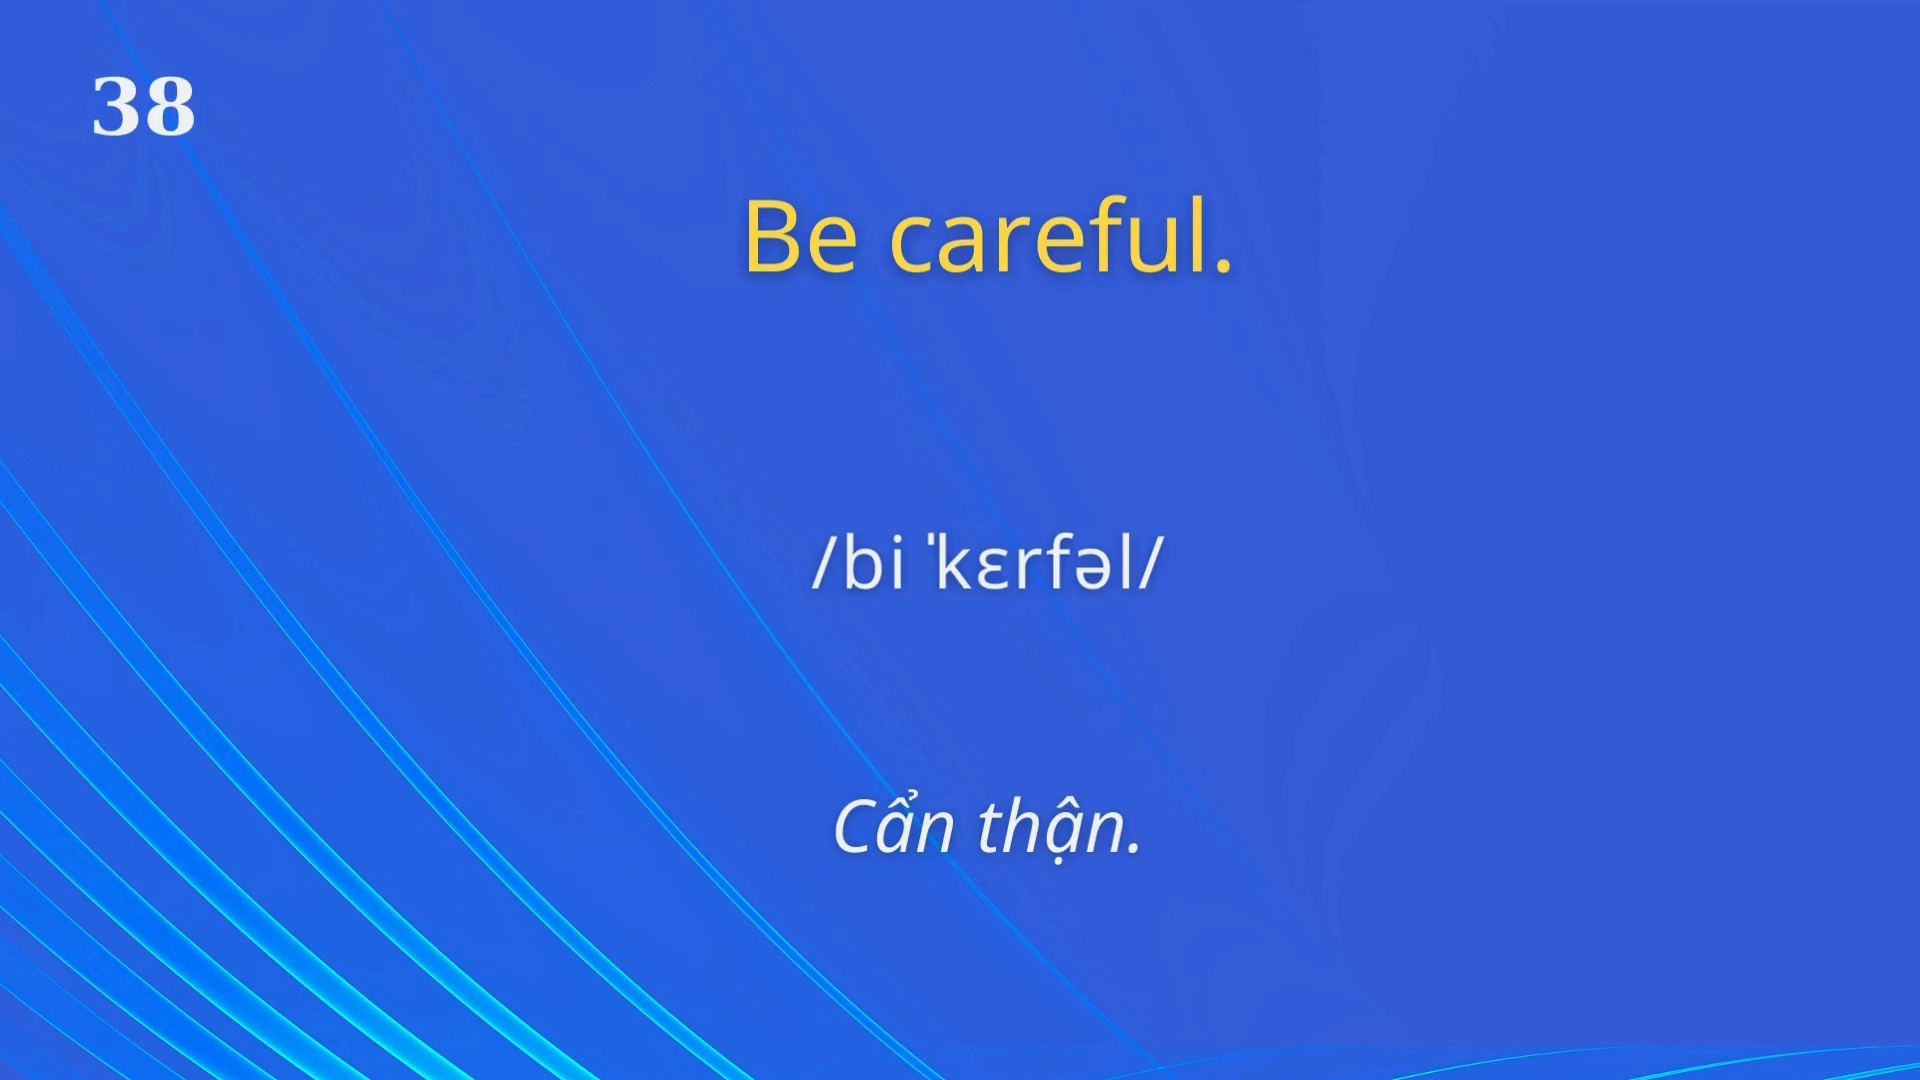 38
Be careful.
/bi ˈkɛrfəl/
Cẩn thận.